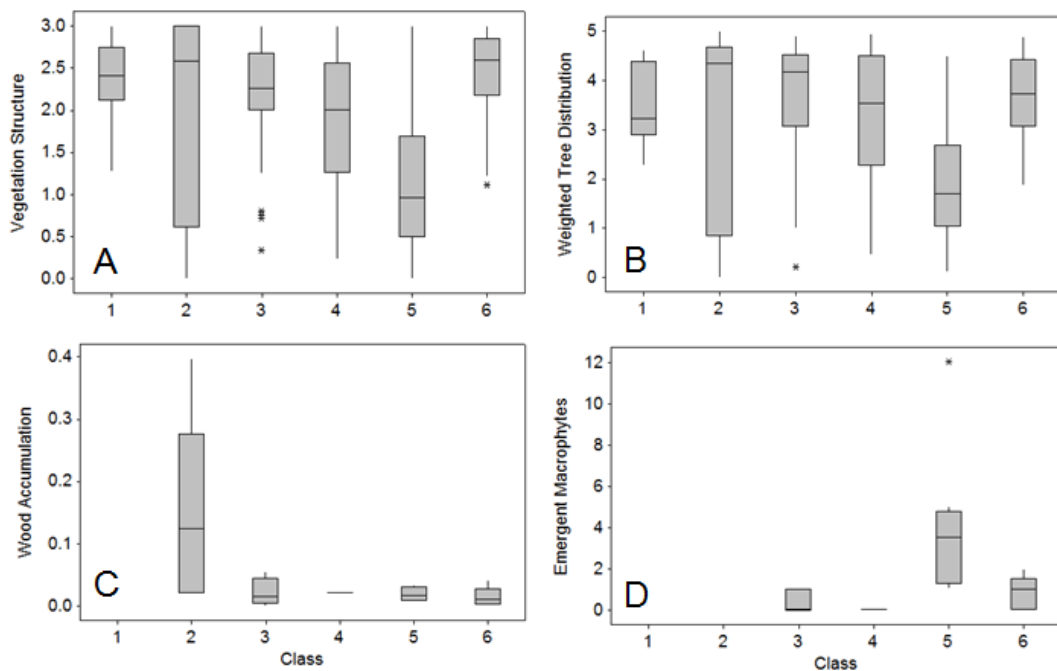 Vegetation Structure
3.0
2.5
2.0
1.5
1.0
0.5
0.0
A
1 2 3 4 5 6
Weighted Tree Distribution
5
4
3
2
1
0
B
1 2 3 4 5 6
Wood Accumulation
0.4
0.3
0.2
0.1
0.0
C
1 2 3 4 5 6
Class
Emergent Macrophytes
12
10
8
6
4
2
0
D
1 2 3 4 5 6
Class